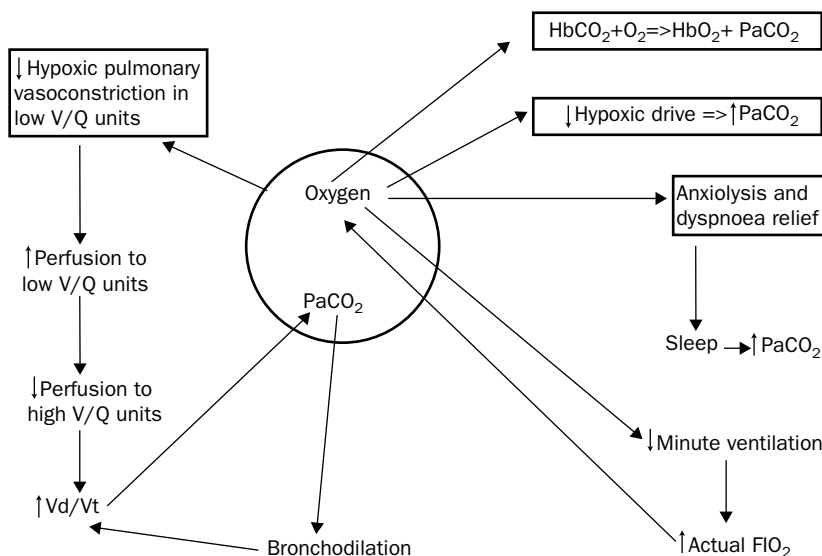 HbCO₂+O₂=>HbO₂+ PaCO₂
↓Hypoxic pulmonary
vasoconstriction in
low V/Q units
↓Hypoxic drive =>↑PaCO₂
Oxygen
Anxiolysis and
dyspnoea relief
↑Perfusion to
low V/Q units
PaCO₂
Sleep → ↑PaCO₂
↓Perfusion to
high V/Q units
↓Minute ventilation
↑Vd/Vt
Bronchodilation
↑Actual FIO₂